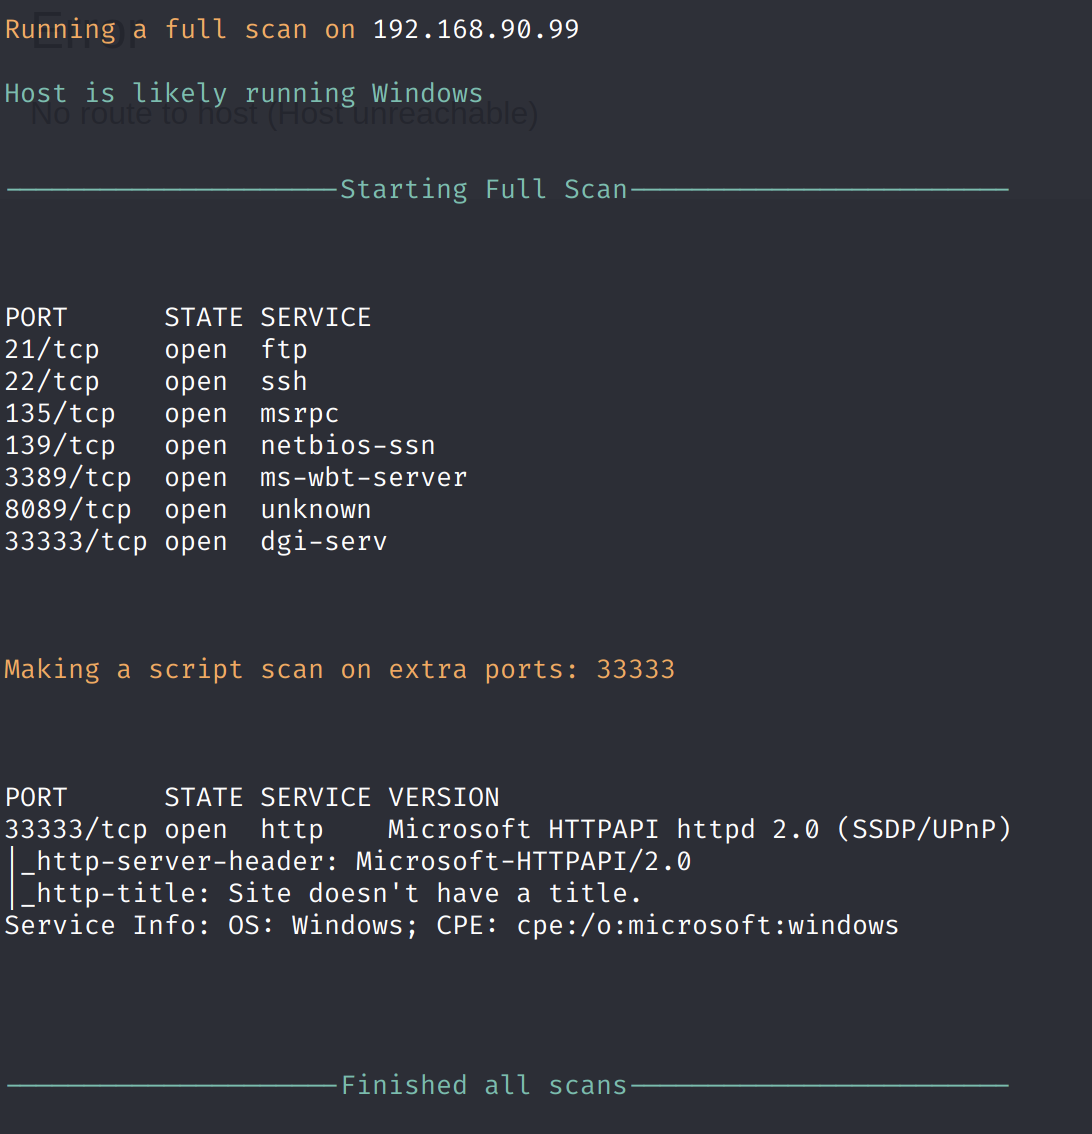 Running a full scan on 192.168.90.99
Error
Host is likely running Windows
No route to host (Host unreachable)
Starting Full Scan
PORT STATE SERVICE
21/tcp open ftp
22/tcp open ssh
135/tcp open msrpc
139/tcp open netbios-ssn
3389/tcp open ms-wbt-server
8089/tcp open unknown
33333/tcp open dgi-serv
Making a script scan on extra ports: 33333
PORT STATE SERVICE VERSION
33333/tcp open http Microsoft HTTPAPI httpd 2.0 (SSDP/UPnP)
|_http-server-header: Microsoft-HTTPAPI/2.0
|_http-title: Site doesn't have a title.
Service Info: OS: Windows; CPE: cpe:/o:microsoft:windows
Finished all scans